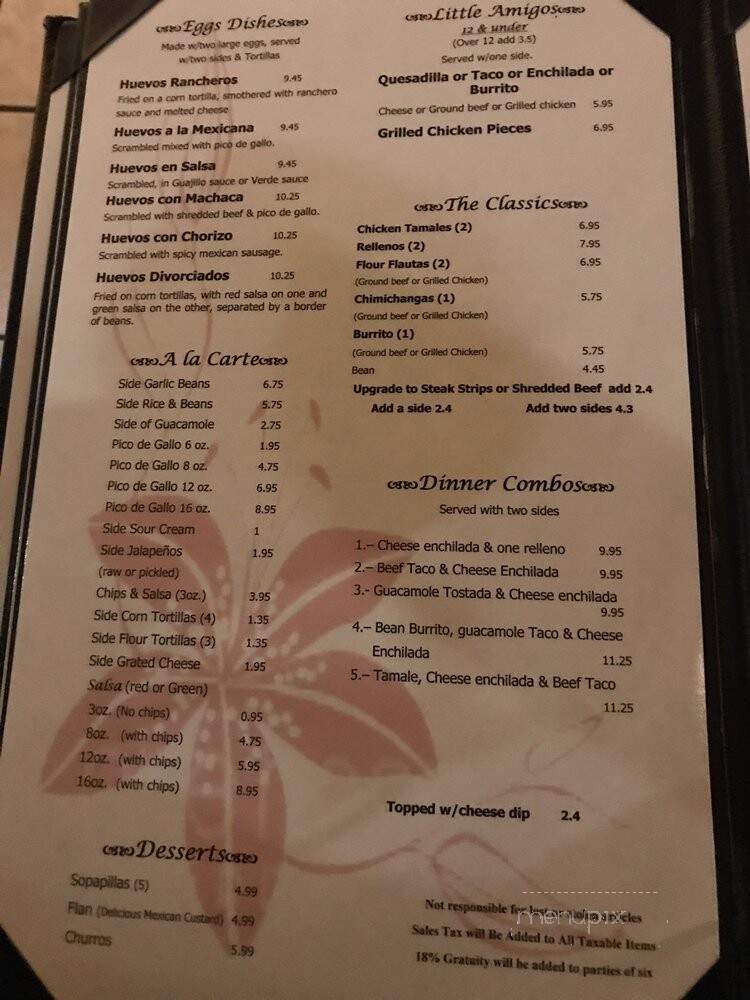 Eggs Dishes
Made w/two large eggs, served
w/two sides & Tortillas
Huevos Rancheros 9.45
Fried on a corn tortilla, smothered with ranchero
sauce and melted cheese
Huevos a la Mexicana 9.45
Scrambled mixed with pico de gallo.
Huevos en Salsa 9.45
Scrambled, in Guajillo sauce or Verde sauce
Huevos con Machaca 10.25
Scrambled with shredded beef & pico de gallo.
Huevos con Chorizo 10.25
Scrambled with spicy mexican sausage.
Huevos Divorciados 10.25
Fried on corn tortillas, with red salsa on one and
green salsa on the other, separated by a border
of beans.
A la Carte
Side Garlic Beans 6.75
Side Rice & Beans 5.75
Side of Guacamole 2.75
Pico de Gallo 6 oz. 1.95
Pico de Gallo 8 oz. 4.75
Pico de Gallo 12 oz. 6.95
Pico de Gallo 16 oz. 8.95
Side Sour Cream 1
Side Jalapeños 1.95
(raw or pickled)
Chips & Salsa (3oz.) 3.95
Side Corn Tortillas (4) 1.35
Side Flour Tortillas (3) 1.35
Side Grated Cheese 1.95
Salsa (red or Green)
3oz. (No chips) 0.95
8oz. (with chips) 4.75
12oz. (with chips) 5.95
16oz. (with chips) 8.95
Desserts
Sopapillas (5) 4.99
Flan (Delicious Mexican Custard) 4.99
Churros 5.99
Little Amigos
12 & under
(Over 12 add 3.5)
Served w/one side.
Quesadilla or Taco or Enchilada or
Burrito
Cheese or Ground beef or Grilled chicken 5.95
Grilled Chicken Pieces 6.95
The Classics
Chicken Tamales (2) 6.95
Rellenos (2) 7.95
Flour Flautas (2) 6.95
(Ground beef or Grilled Chicken)
Chimichangas (1) 5.75
(Ground beef or Grilled Chicken)
Burrito (1)
(Ground beef or Grilled Chicken) 5.75
Bean 4.45
Upgrade to Steak Strips or Shredded Beef add 2.4
Add a side 2.4 Add two sides 4.3
Dinner Combos
Served with two sides
1.– Cheese enchilada & one relleno 9.95
2.– Beef Taco & Cheese Enchilada 9.95
3.- Guacamole Tostada & Cheese enchilada
9.95
4.– Bean Burrito, guacamole Taco & Cheese
Enchilada 11.25
5.– Tamale, Cheese enchilada & Beef Taco
11.25
Topped w/cheese dip 2.4
Not responsible for lost or
menupix
Sales Tax will Be Added to All Taxable Items
18% Gratuity will be added to parties of six